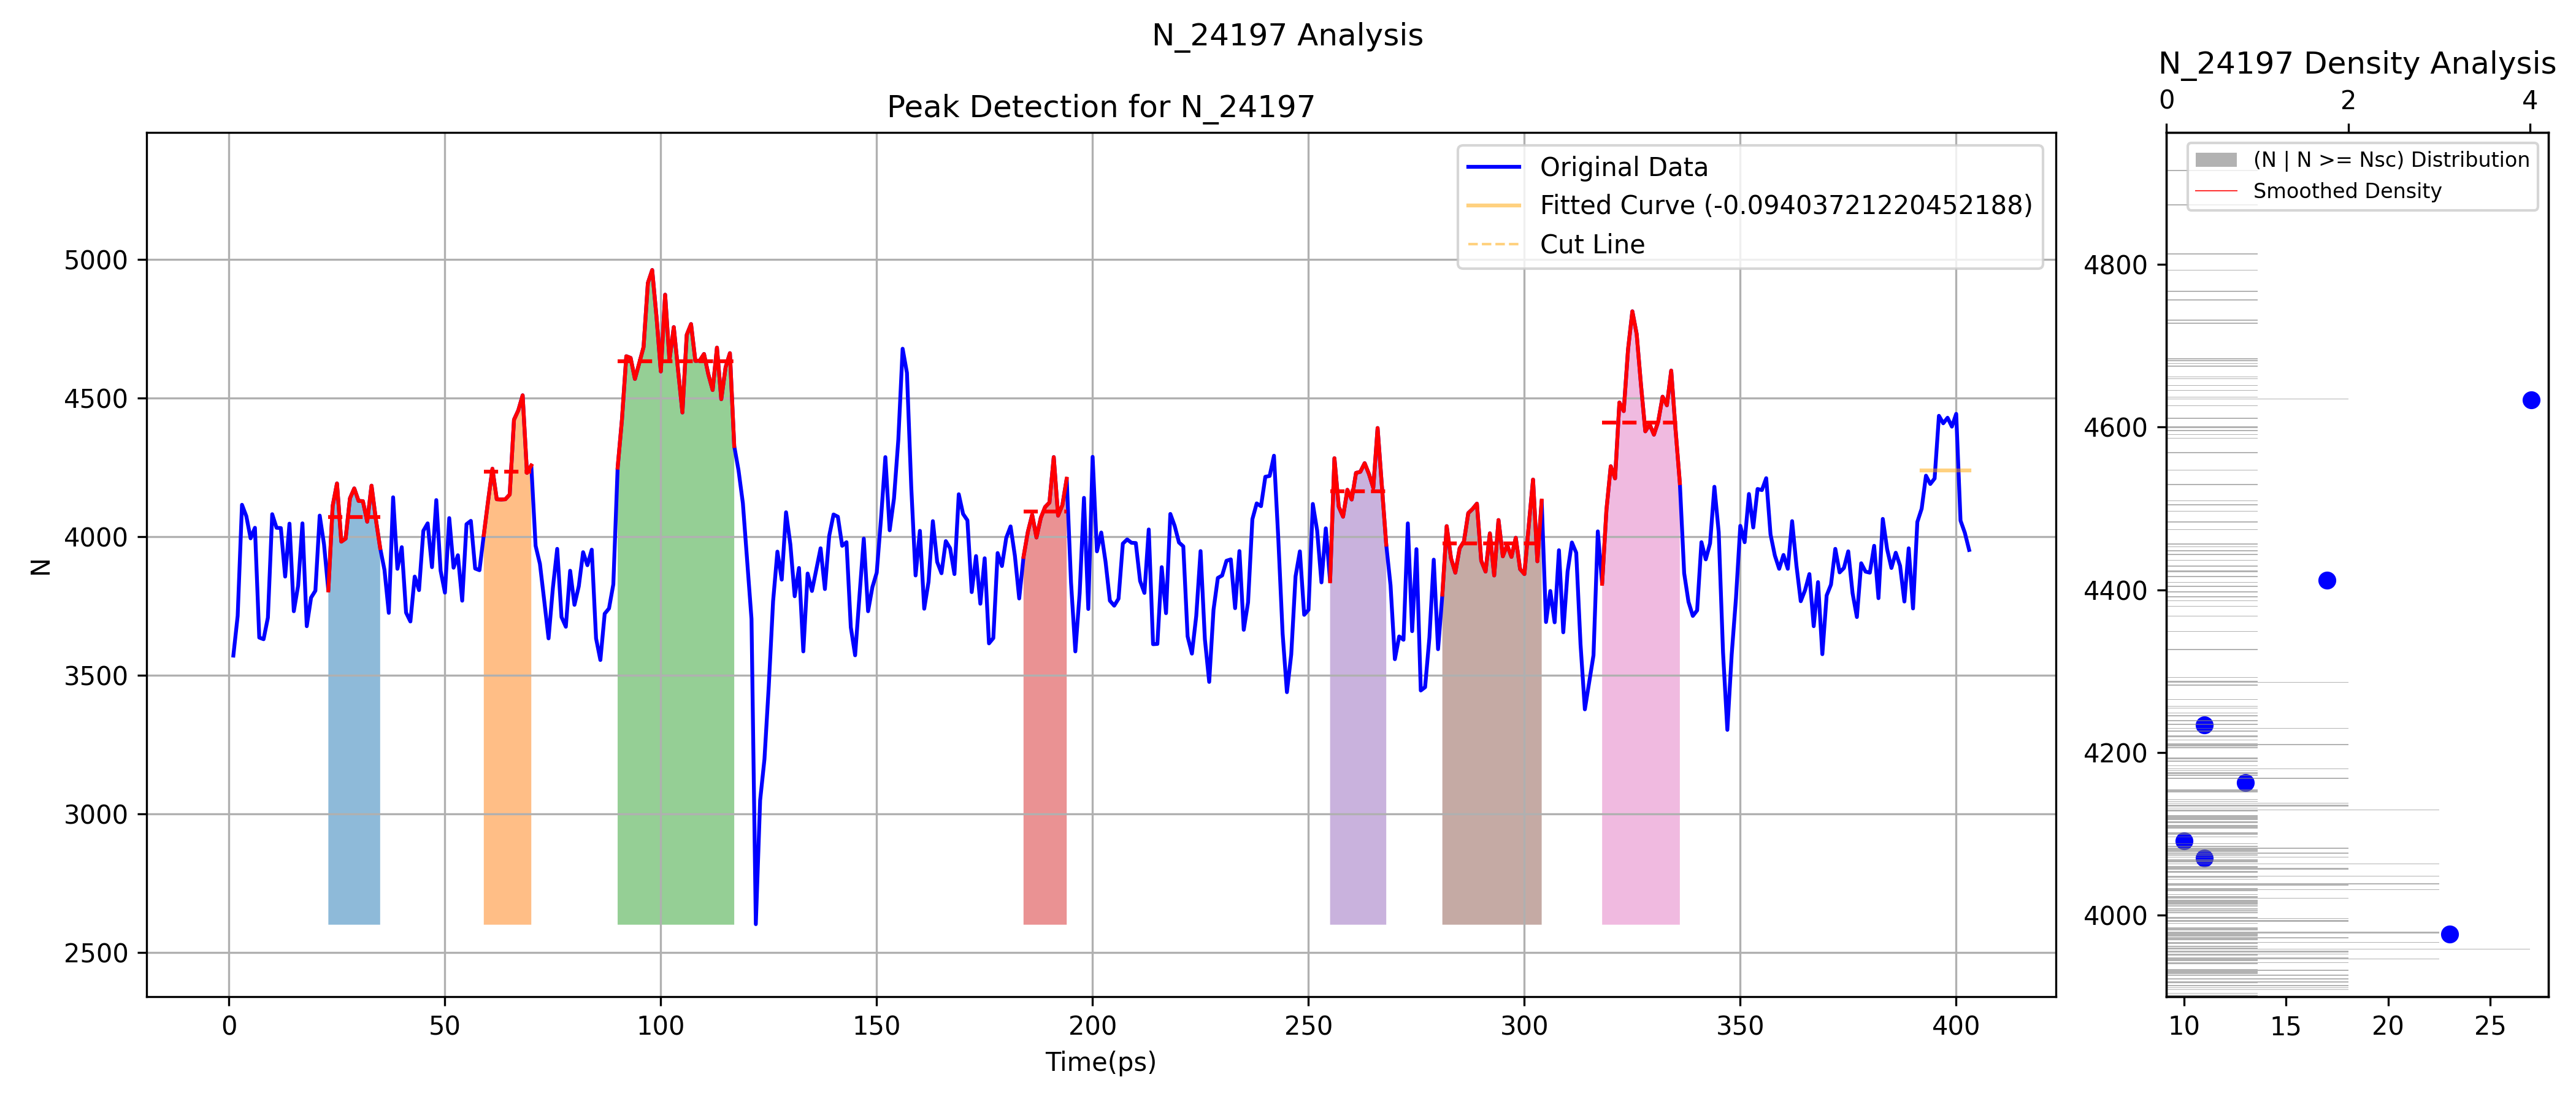 N_24197 Analysis
Peak Detection for N_24197
Original Data
Fitted Curve (-0.09403721220452188)
Cut Line
N
5000
4500
4000
3500
3000
2500
0 50 100 150 200 250 300 350 400
Time(ps)
N_24197 Density Analysis
0 2 4
(N | N >= Nsc) Distribution
Smoothed Density
4800
4600
4400
4200
4000
10 15 20 25